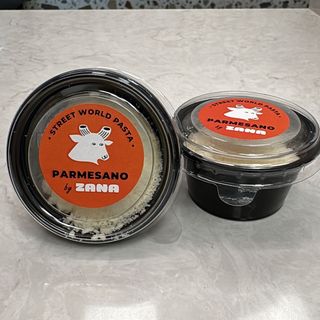 • STREET WORLD PASTA •
PARMESANO
by ZANA
STREET WORLD PASTA
PARMESANO
by ZANA